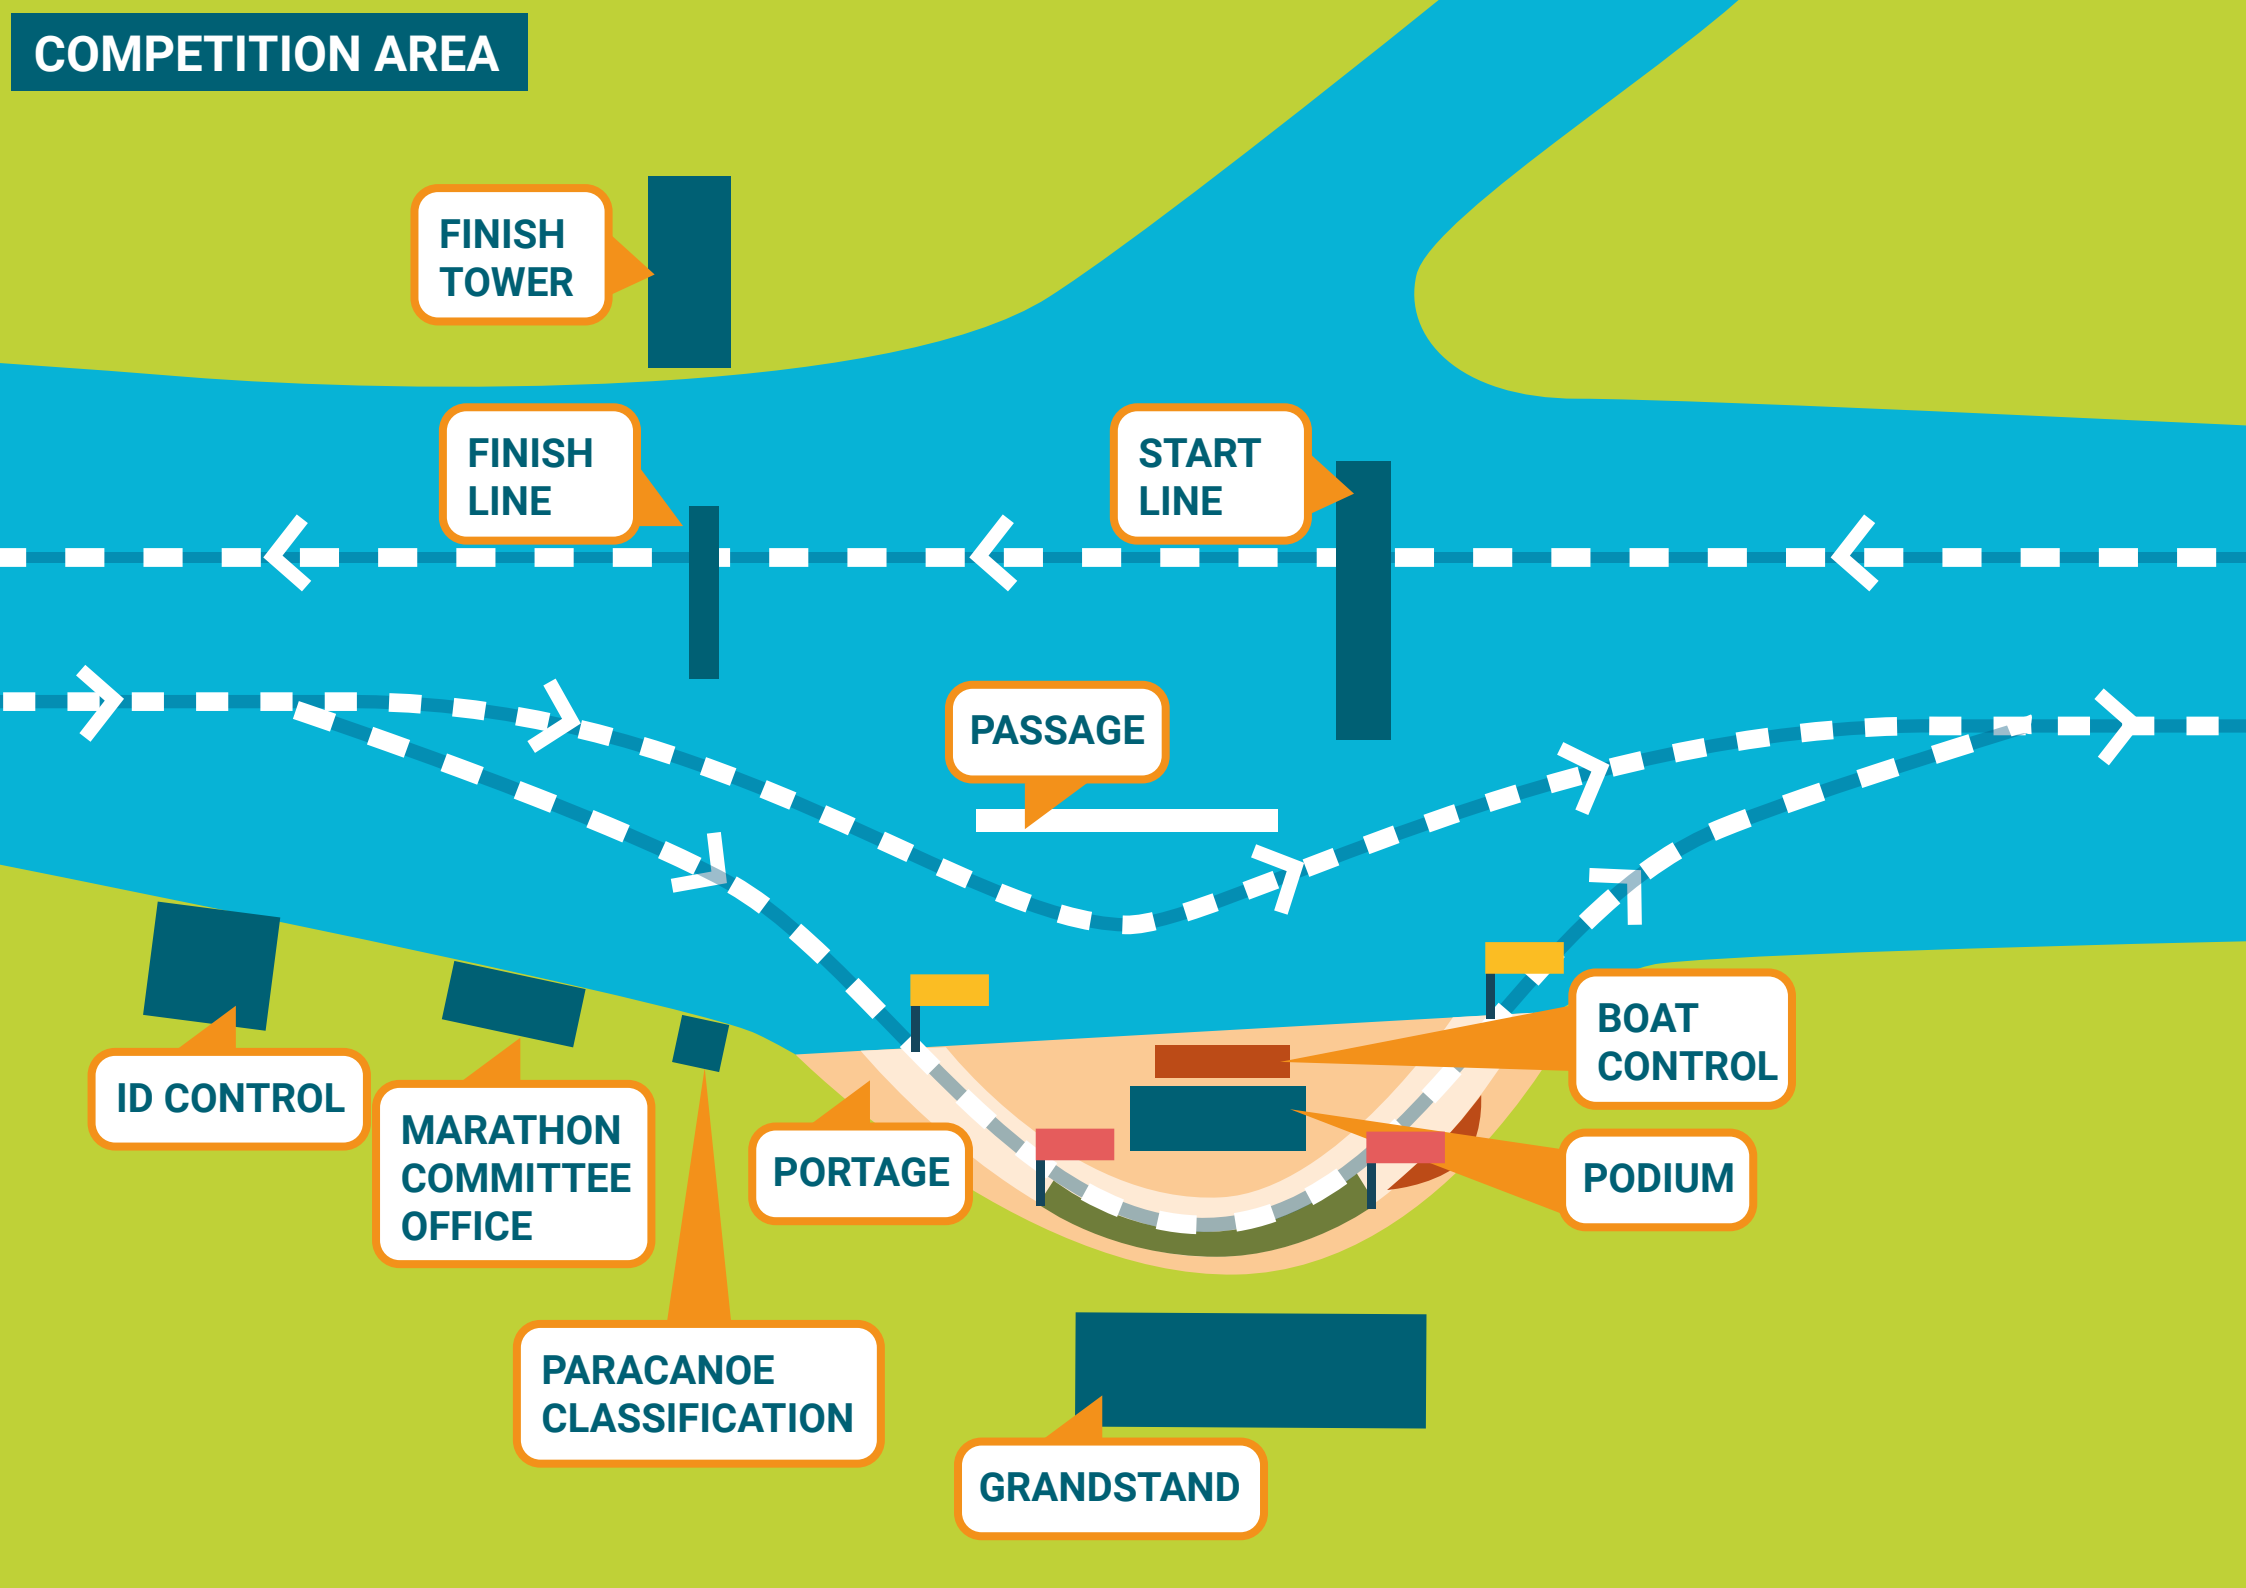 COMPETITION AREA
FINISH
TOWER
FINISH
LINE
START
LINE
PASSAGE
BOAT
CONTROL
ID CONTROL
MARATHON
COMMITTEE
OFFICE
PORTAGE
PODIUM
PARACANOE
CLASSIFICATION
GRANDSTAND